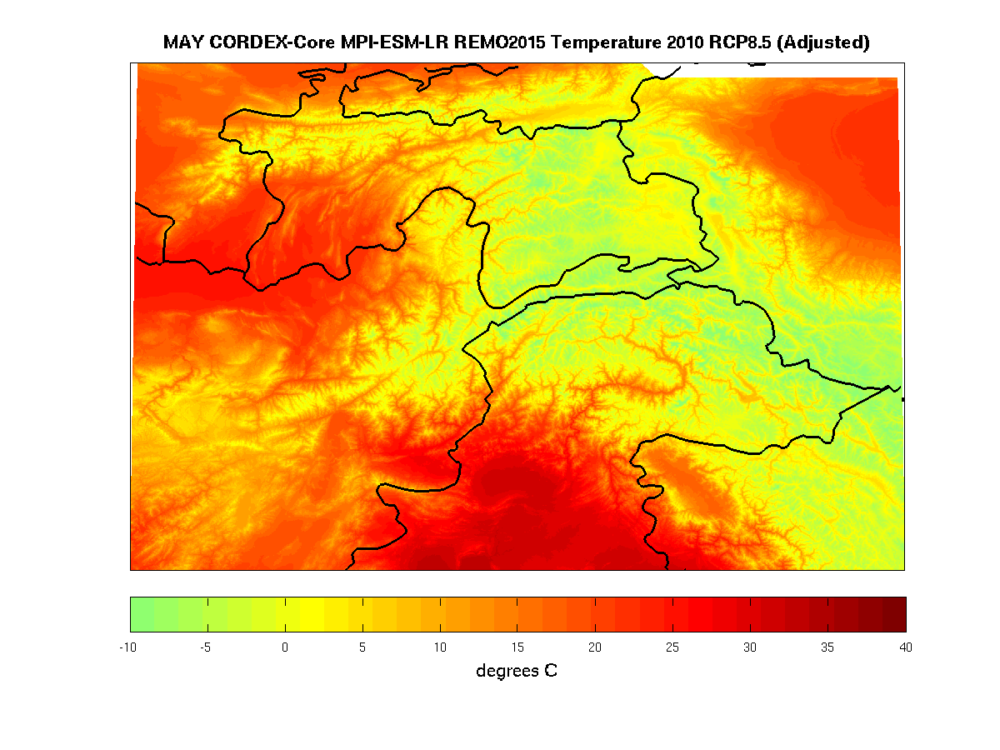 MAY CORDEX-Core MPI-ESM-LR REMO2015 Temperature 2010 RCP8.5 (Adjusted)
-10 -5 0 5 10 15 20 25 30 35 40
degrees C